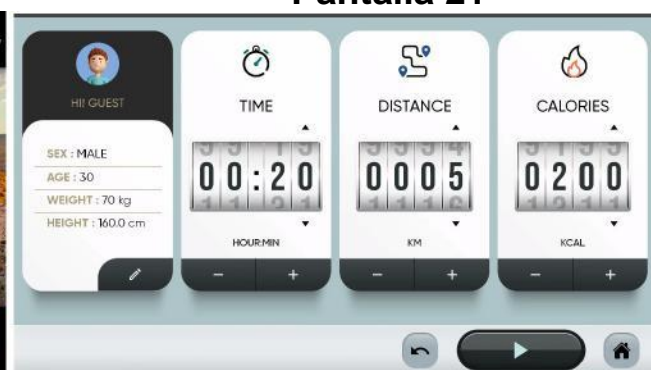 Pantalla 21
HI! GUEST
SEX : MALE
AGE : 30
WEIGHT : 70 kg
HEIGHT : 160.0 cm
TIME
00:20
HOUR:MIN
- +
DISTANCE
0005
KM
- +
CALORIES
0200
KCAL
- +